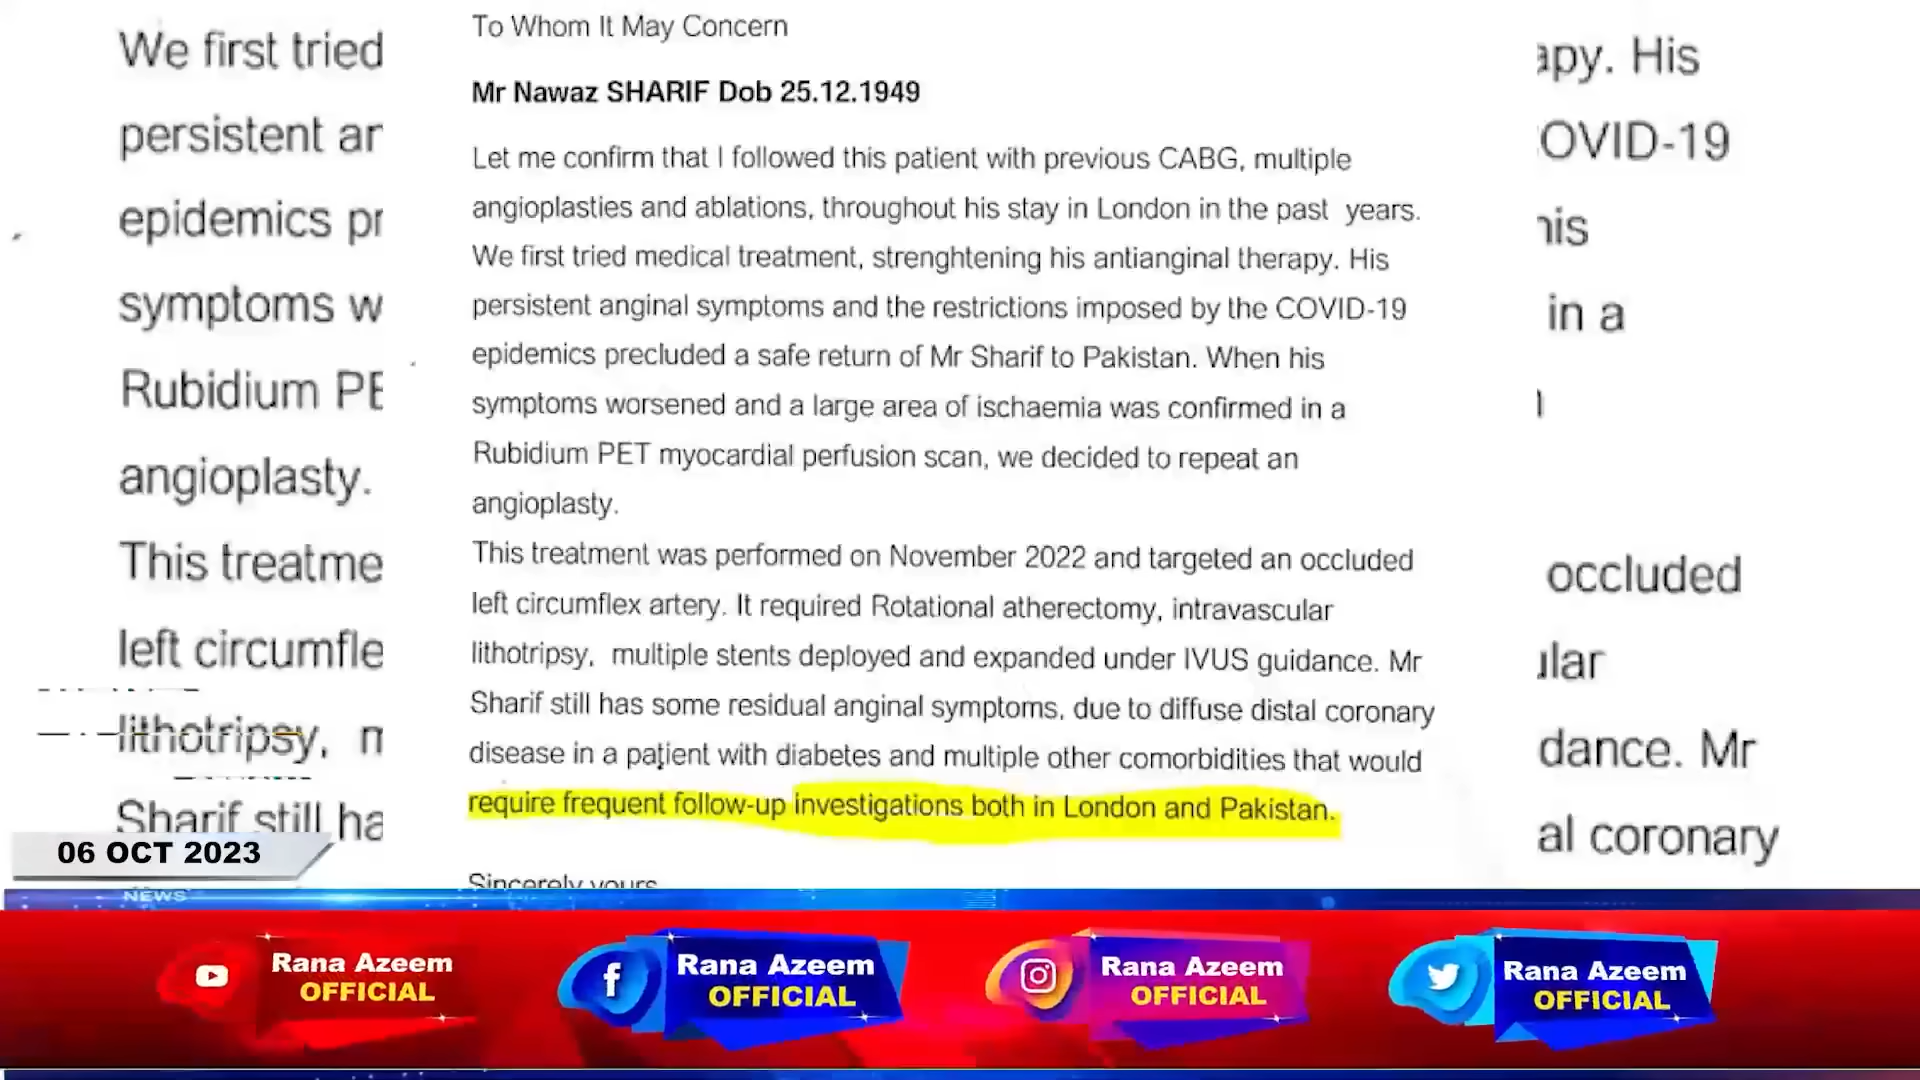 To Whom It May Concern
Mr Nawaz SHARIF Dob 25.12.1949
Let me confirm that I followed this patient with previous CABG, multiple
angioplasties and ablations, throughout his stay in London in the past years.
We first tried medical treatment, strenghtening his antianginal therapy. His
persistent anginal symptoms and the restrictions imposed by the COVID-19
epidemics precluded a safe return of Mr Sharif to Pakistan. When his
symptoms worsened and a large area of ischaemia was confirmed in a
Rubidium PET myocardial perfusion scan, we decided to repeat an
angioplasty.
This treatment was performed on November 2022 and targeted an occluded
left circumflex artery. It required Rotational atherectomy, intravascular
lithotripsy, multiple stents deployed and expanded under IVUS guidance. Mr
Sharif still has some residual anginal symptoms, due to diffuse distal coronary
disease in a patient with diabetes and multiple other comorbidities that would
require frequent follow-up investigations both in London and Pakistan.
Sincerely yours
We first tried
persistent an
epidemics pr
symptoms w
Rubidium PE
angioplasty.
This treatme
left circumfle
lithotripsy, m
Sharif still ha
apy. His
COVID-19
his
in a
occluded
ular
dance. Mr
al coronary
06 OCT 2023
NEWS
Rana Azeem
OFFICIAL
Rana Azeem
OFFICIAL
Rana Azeem
OFFICIAL
Rana Azeem
OFFICIAL